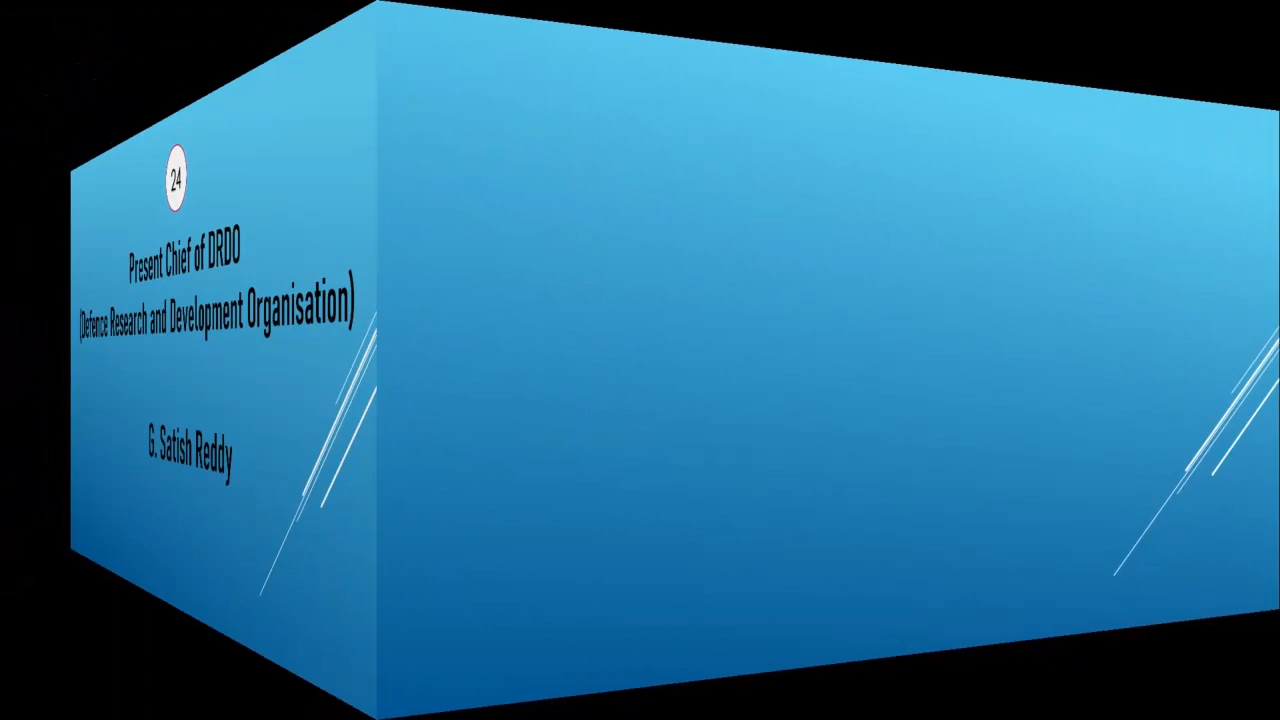 24
Present Chief of DRDO
(Defence Research and Development Organisation)
G. Satish Reddy